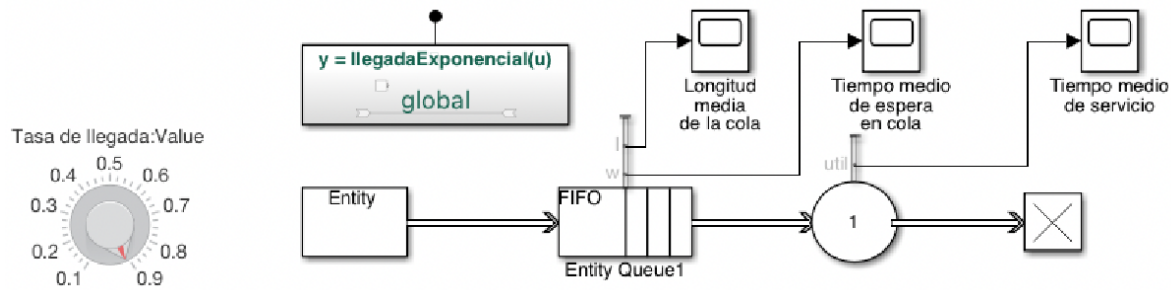 Tasa de llegada:Value
0.1
0.2
0.3
0.4
0.5
0.6
0.7
0.8
0.9
y = llegadaExponencial(u)
global
Longitud
media
de la cola
Tiempo medio
de espera
en cola
Tiempo medio
de servicio
l
w
util
Entity
FIFO
Entity Queue1
1